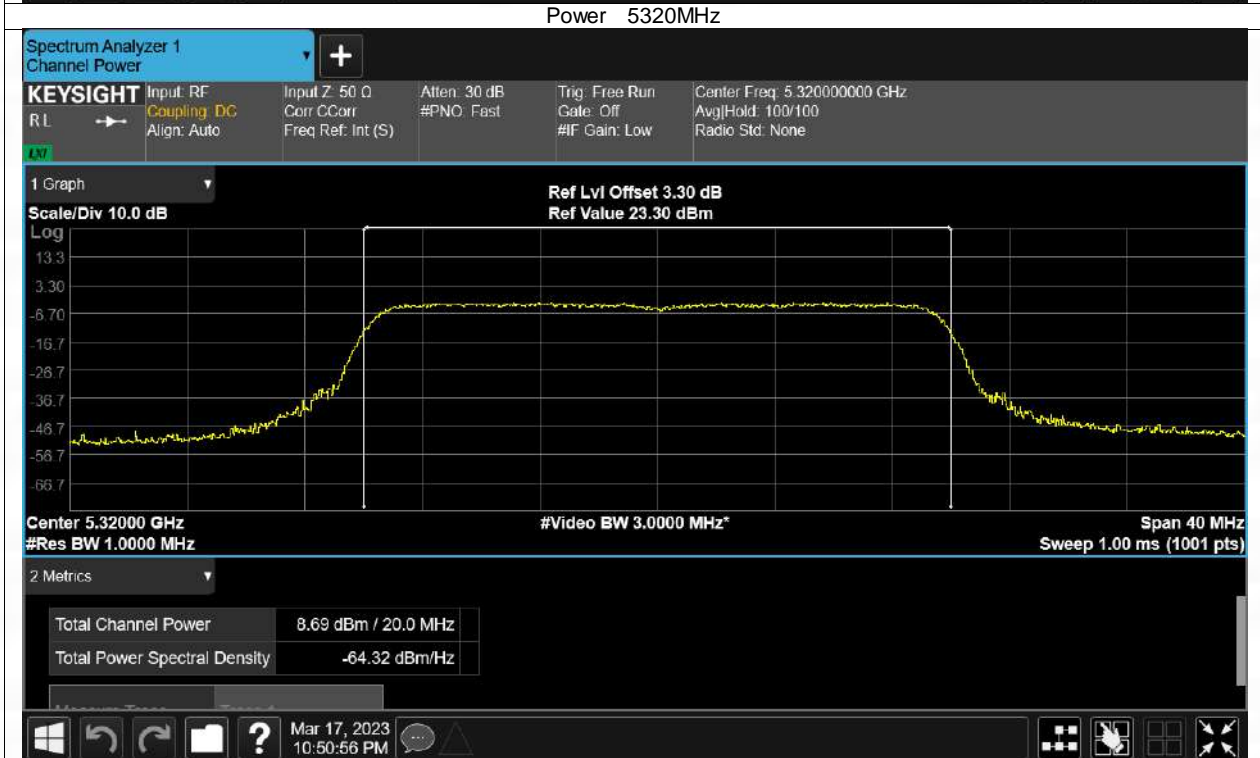 Power 5320MHz
Spectrum Analyzer 1
Channel Power
KEYSIGHT
RL
LXI
Input: RF
Coupling: DC
Align: Auto
Input Z: 50 Ω
Corr CCorr
Freq Ref: Int (S)
Atten: 30 dB
#PNO: Fast
Trig: Free Run
Gate: Off
#IF Gain: Low
Center Freq: 5.320000000 GHz
Avg|Hold: 100/100
Radio Std: None
1 Graph
Scale/Div 10.0 dB
Ref Lvl Offset 3.30 dB
Ref Value 23.30 dBm
Log
13.3
3.30
-6.70
-16.7
-26.7
-36.7
-46.7
-56.7
-66.7
Center 5.32000 GHz
#Res BW 1.0000 MHz
#Video BW 3.0000 MHz*
Span 40 MHz
Sweep 1.00 ms (1001 pts)
2 Metrics
Total Channel Power 8.69 dBm / 20.0 MHz
Total Power Spectral Density -64.32 dBm/Hz
?
Mar 17, 2023
10:50:56 PM